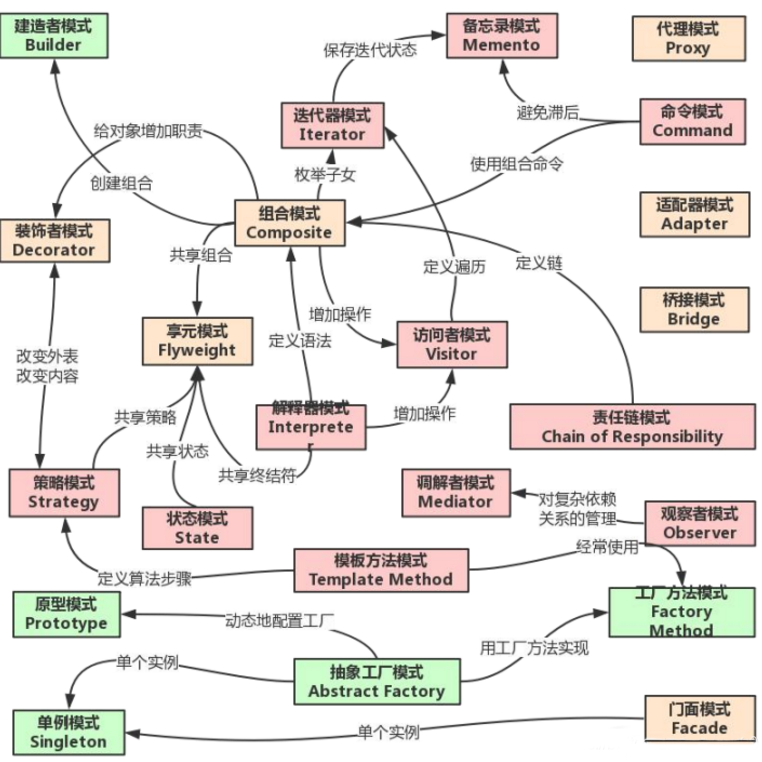 建造者模式
Builder
备忘录模式
Memento
代理模式
Proxy
保存迭代状态
迭代器模式
Iterator
避免滞后
命令模式
Command
给对象增加职责
创建组合
枚举子女
使用组合命令
装饰者模式
Decorator
组合模式
Composite
适配器模式
Adapter
共享组合
定义遍历
定义链
桥接模式
Bridge
享元模式
Flyweight
增加操作
定义语法
访问者模式
Visitor
改变外表
改变内容
共享策略
解释器模式
Interprete
r
增加操作
责任链模式
Chain of Responsibility
共享状态
共享终结符
策略模式
Strategy
调解者模式
Mediator
对复杂依赖
关系的管理
状态模式
State
观察者模式
Observer
经常使用
定义算法步骤
模板方法模式
Template Method
原型模式
Prototype
动态地配置工厂
工厂方法模式
Factory
Method
用工厂方法实现
单个实例
抽象工厂模式
Abstract Factory
单例模式
Singleton
单个实例
门面模式
Facade